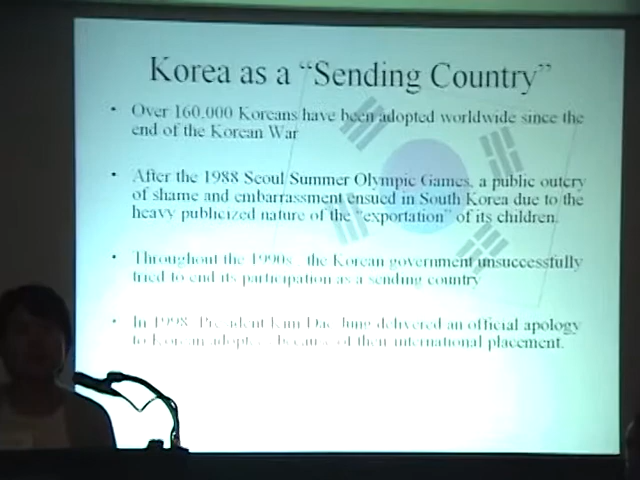 Korea as a “Sending Country”
• Over 160,000 Koreans have been adopted worldwide since the
end of the Korean War
• After the 1988 Seoul Summer Olympic Games, a public outcry
of shame and embarrassment ensued in South Korea due to the
heavy publicized nature of the “exportation” of its children.
• Throughout the 1990s the Korean government unsuccessfully
tried to end its participation as a sending country
• In 1998, President Kim Dae Jung delivered an official apology
to Korean adoptees because of their international placement.